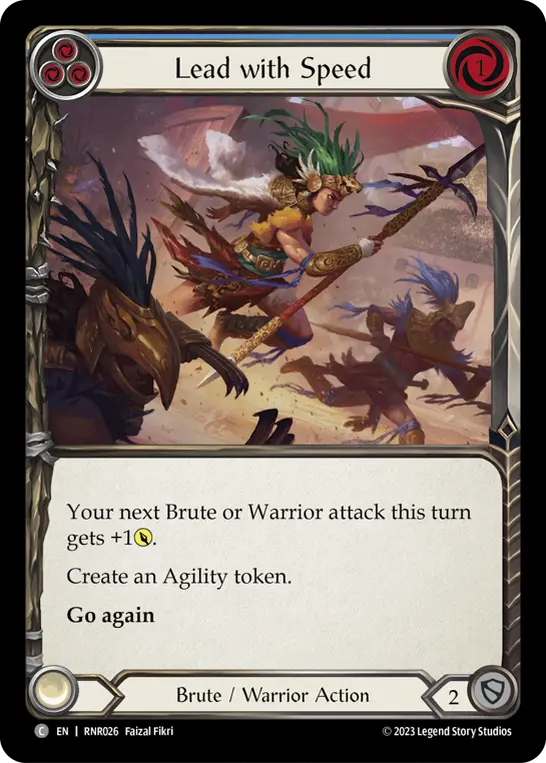 Lead with Speed
1
Your next Brute or Warrior attack this turn
gets +1.
Create an Agility token.
Go again
Brute / Warrior Action
2
C EN | RNR026 Faizal Fikri
© 2023 Legend Story Studios